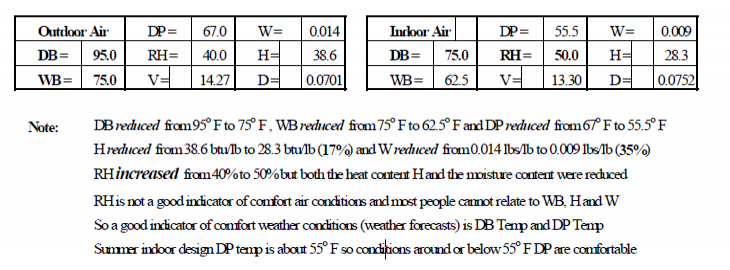 Outdoor Air DP= 67.0 W= 0.014 Indoor Air DP= 55.5 W= 0.009
DB= 95.0 RH= 40.0 H= 38.6 DB= 75.0 RH= 50.0 H= 28.3
WB= 75.0 V= 14.27 D= 0.0701 WB= 62.5 V= 13.30 D= 0.0752
Note: DB reduced from 95° F to 75° F , WB reduced from 75° F to 62.5° F and DP reduced from 67° F to 55.5° F
H reduced from 38.6 btu/lb to 28.3 btu/lb (17%) and W reduced from 0.014 lbs/lb to 0.009 lbs/lb (35%)
RH increased from 40% to 50% but both the heat content H and the moisture content were reduced
RH is not a good indicator of comfort air conditions and most people cannot relate to WB, H and W
So a good indicator of comfort weather conditions (weather forecasts) is DB Temp and DP Temp
Summer indoor design DP temp is about 55° F so conditions around or below 55° F DP are comfortable